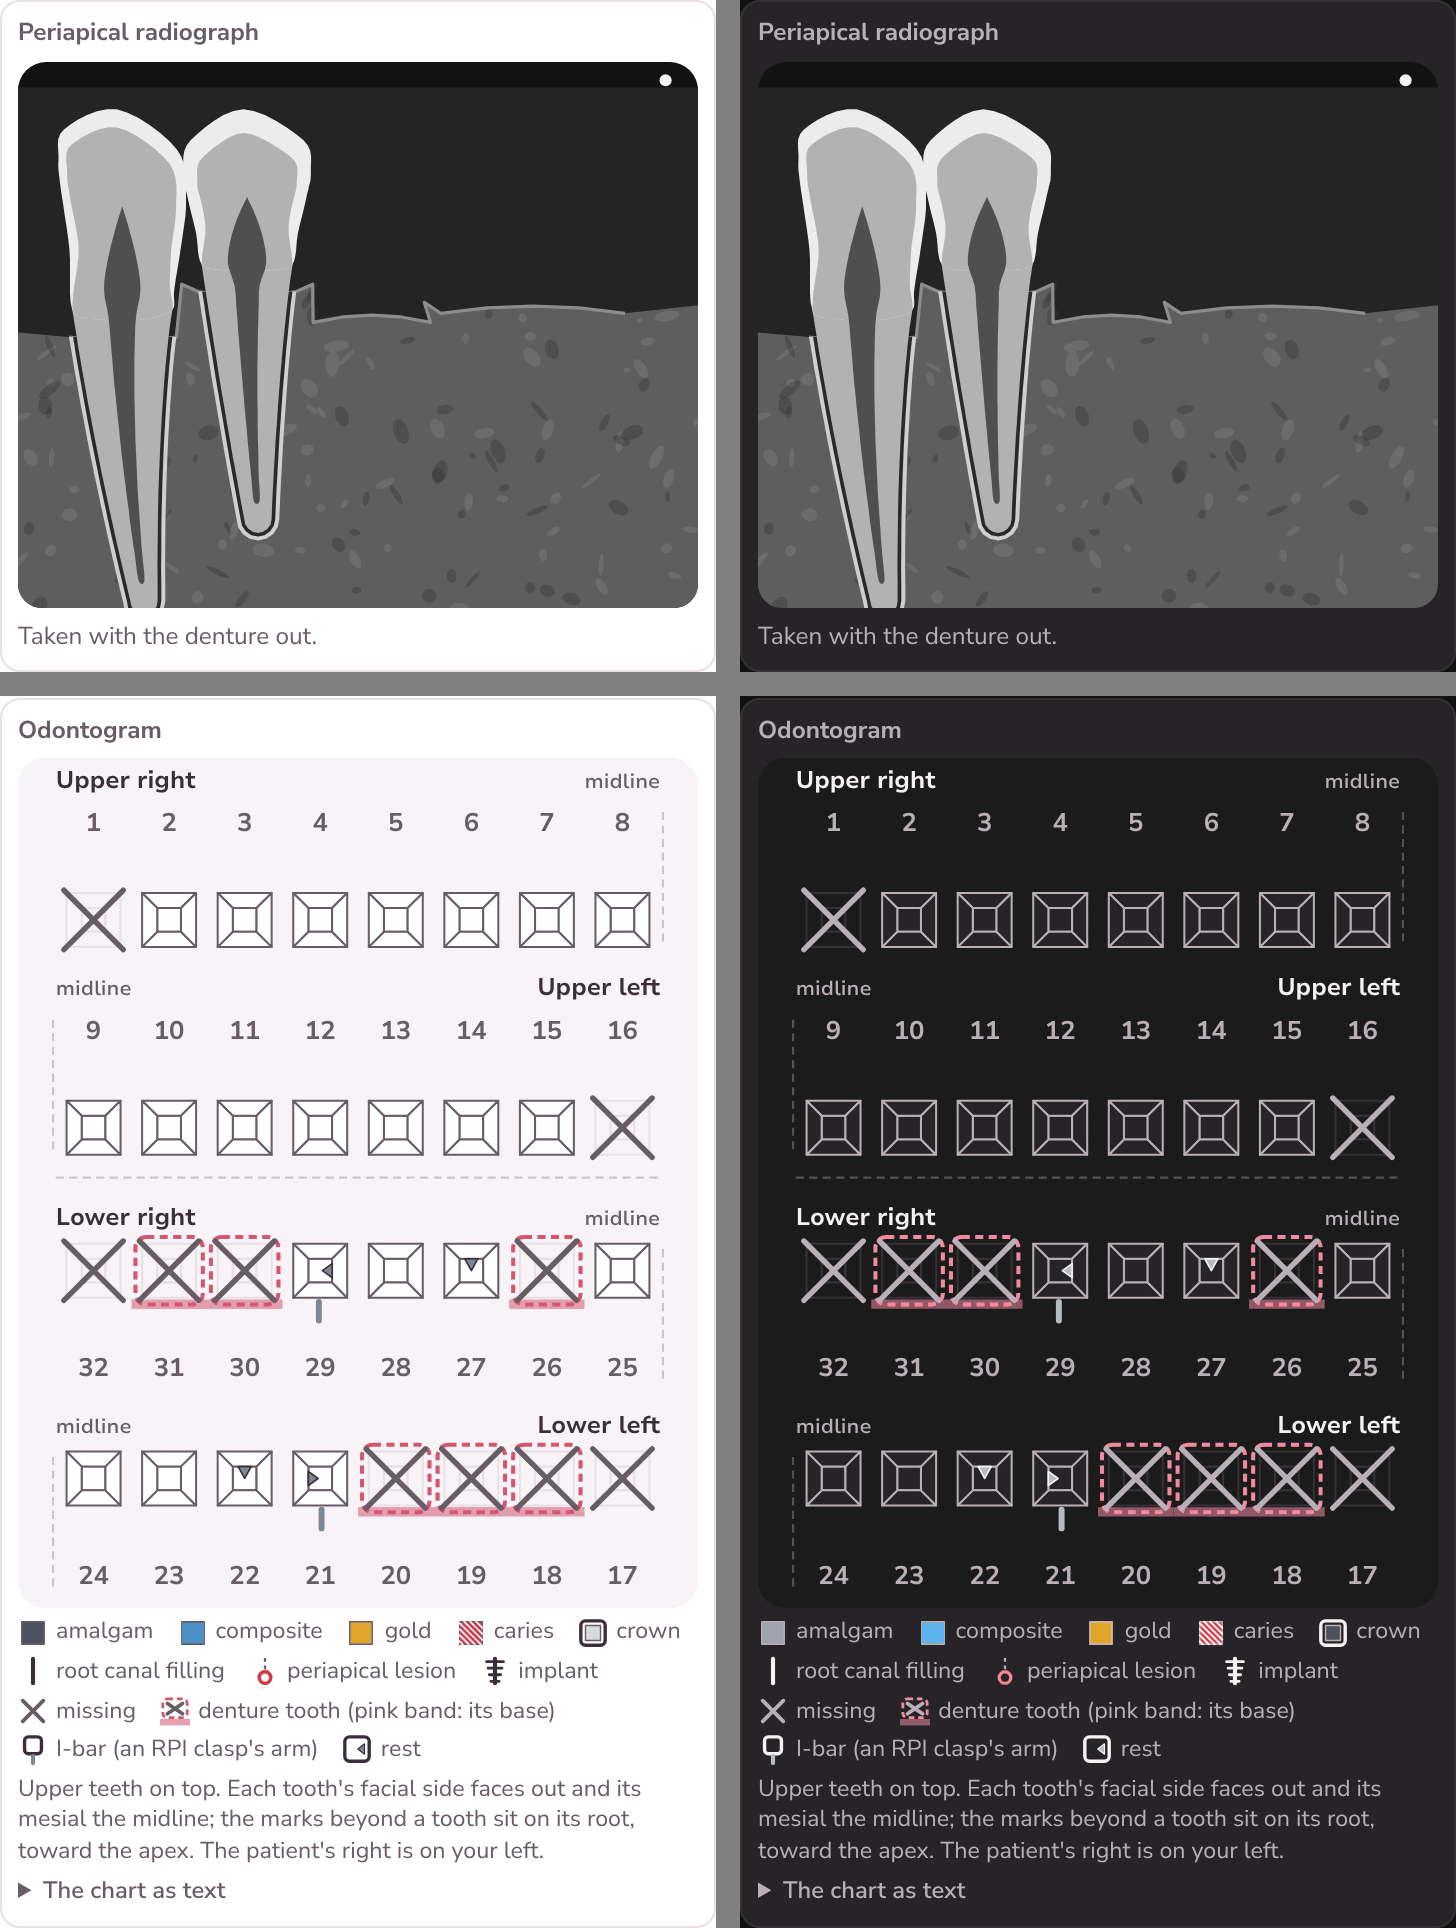 Periapical radiograph
Taken with the denture out.
Periapical radiograph
Taken with the denture out.
Odontogram
Upper right midline
1 2 3 4 5 6 7 8
midline Upper left
9 10 11 12 13 14 15 16
Lower right midline
32 31 30 29 28 27 26 25
midline Lower left
24 23 22 21 20 19 18 17
amalgam composite gold caries crown
root canal filling periapical lesion implant
missing denture tooth (pink band: its base)
I-bar (an RPI clasp's arm) rest
Upper teeth on top. Each tooth's facial side faces out and its
mesial the midline; the marks beyond a tooth sit on its root,
toward the apex. The patient's right is on your left.
The chart as text
Odontogram
Upper right midline
1 2 3 4 5 6 7 8
midline Upper left
9 10 11 12 13 14 15 16
Lower right midline
32 31 30 29 28 27 26 25
midline Lower left
24 23 22 21 20 19 18 17
amalgam composite gold caries crown
root canal filling periapical lesion implant
missing denture tooth (pink band: its base)
I-bar (an RPI clasp's arm) rest
Upper teeth on top. Each tooth's facial side faces out and its
mesial the midline; the marks beyond a tooth sit on its root,
toward the apex. The patient's right is on your left.
The chart as text